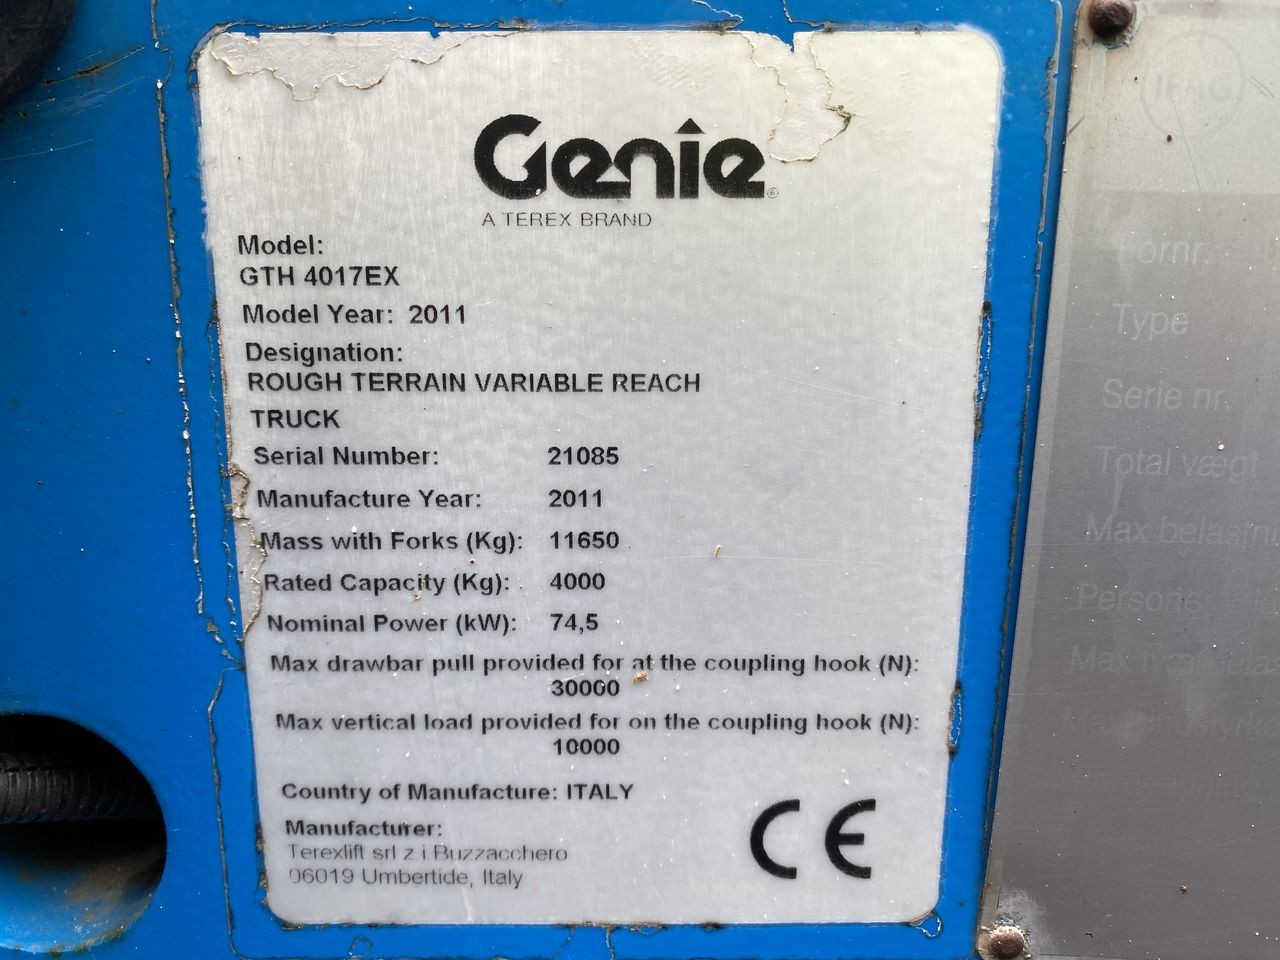 Genie®
A TEREX BRAND
Model:
GTH 4017EX
Model Year: 2011
Designation:
ROUGH TERRAIN VARIABLE REACH
TRUCK
Serial Number: 21085
Manufacture Year: 2011
Mass with Forks (Kg): 11650
Rated Capacity (Kg): 4000
Nominal Power (kW): 74,5
Max drawbar pull provided for at the coupling hook (N):
30000
Max vertical load provided for on the coupling hook (N):
10000
Country of Manufacture: ITALY
Manufacturer:
Terexlift srl z i Buzzacchero
06019 Umbertide, Italy
CE
Type
Serie nr.
Total vægt
Max